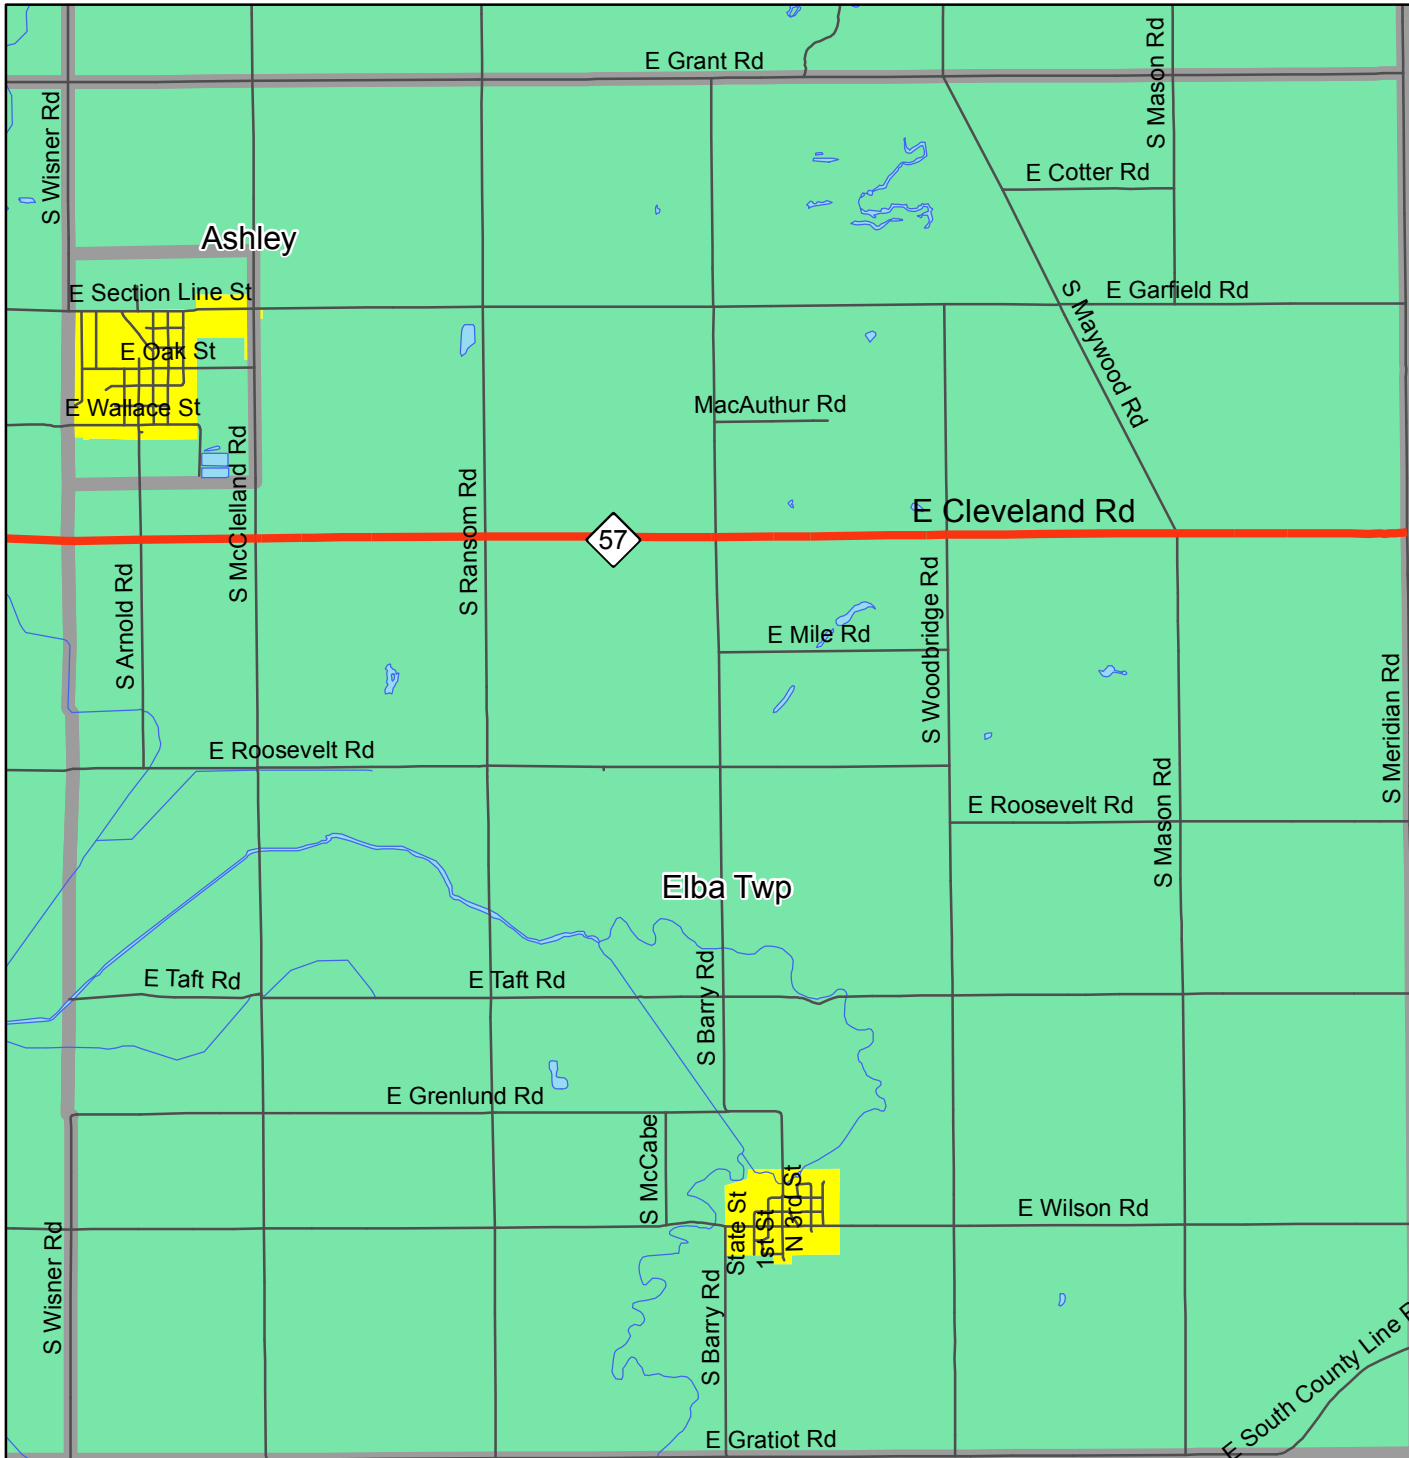 E Grant Rd
S Mason Rd
S Wisner Rd
E Cotter Rd
Ashley
E Section Line St
E Garfield Rd
S Maywood Rd
E Oak St
E Wallace St
MacAuthur Rd
S McClelland Rd
S Ransom Rd
E Cleveland Rd
57
S Arnold Rd
S Woodbridge Rd
E Mile Rd
S Meridian Rd
E Roosevelt Rd
S Mason Rd
E Roosevelt Rd
Elba Twp
E Taft Rd
E Taft Rd
S Barry Rd
E Grenlund Rd
S McCabe
State St
1st St
N 3rd St
E Wilson Rd
S Wisner Rd
S Barry Rd
E South County Line
E Gratiot Rd